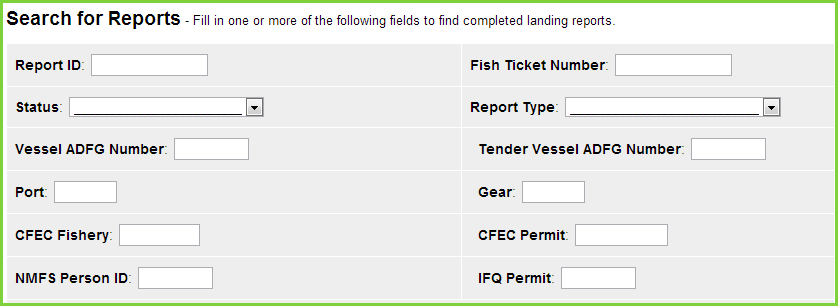 Search for Reports - Fill in one or more of the following fields to find completed landing reports.
Report ID: Fish Ticket Number:
Status: Report Type:
Vessel ADFG Number: Tender Vessel ADFG Number:
Port: Gear:
CFEC Fishery: CFEC Permit:
NMFS Person ID: IFQ Permit: